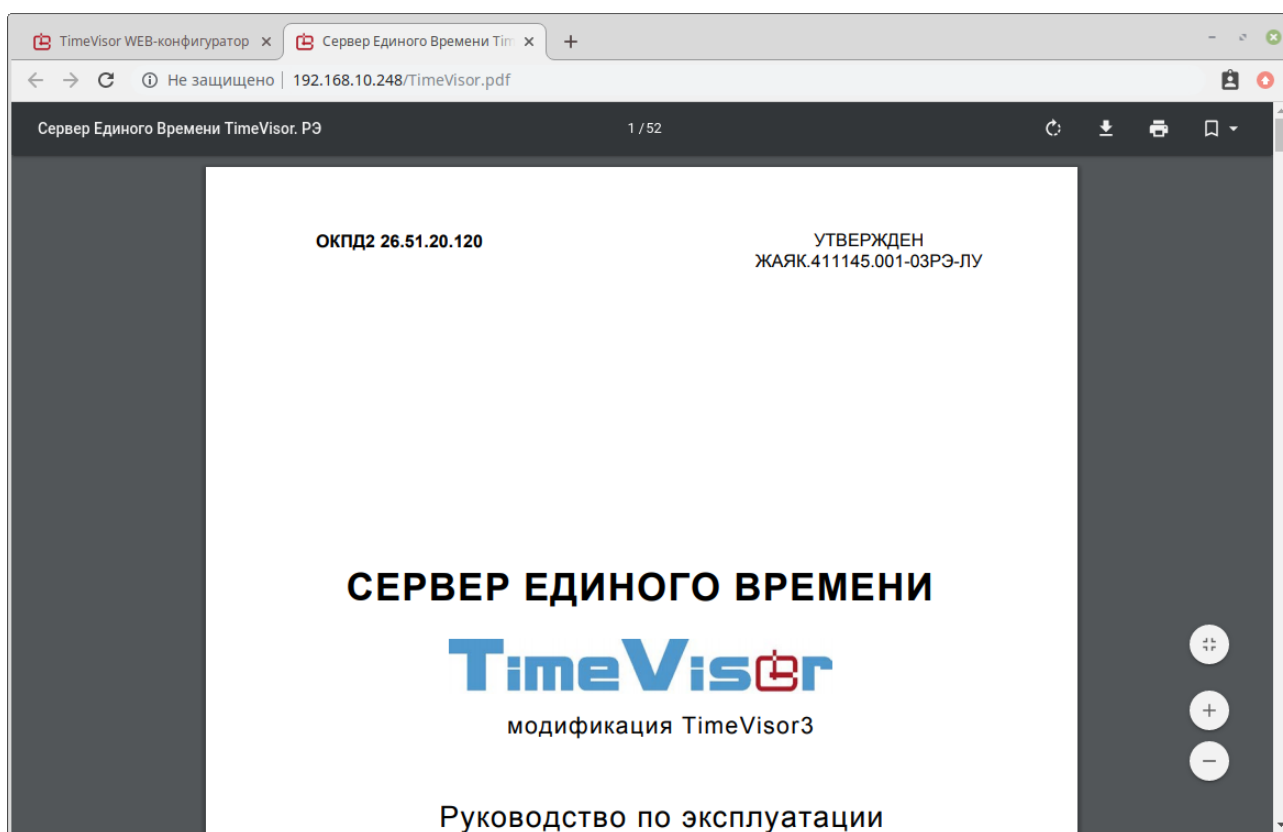 TimeVisor WEB-конфигуратор
Сервер Единого Времени Tim
Не защищено 192.168.10.248/TimeVisor.pdf
Сервер Единого Времени TimeVisor. РЭ 1 / 52
ОКПД2 26.51.20.120
УТВЕРЖДЕН
ЖАЯК.411145.001-03РЭ-ЛУ
СЕРВЕР ЕДИНОГО ВРЕМЕНИ
TimeVisor
модификация TimeVisor3
Руководство по эксплуатации